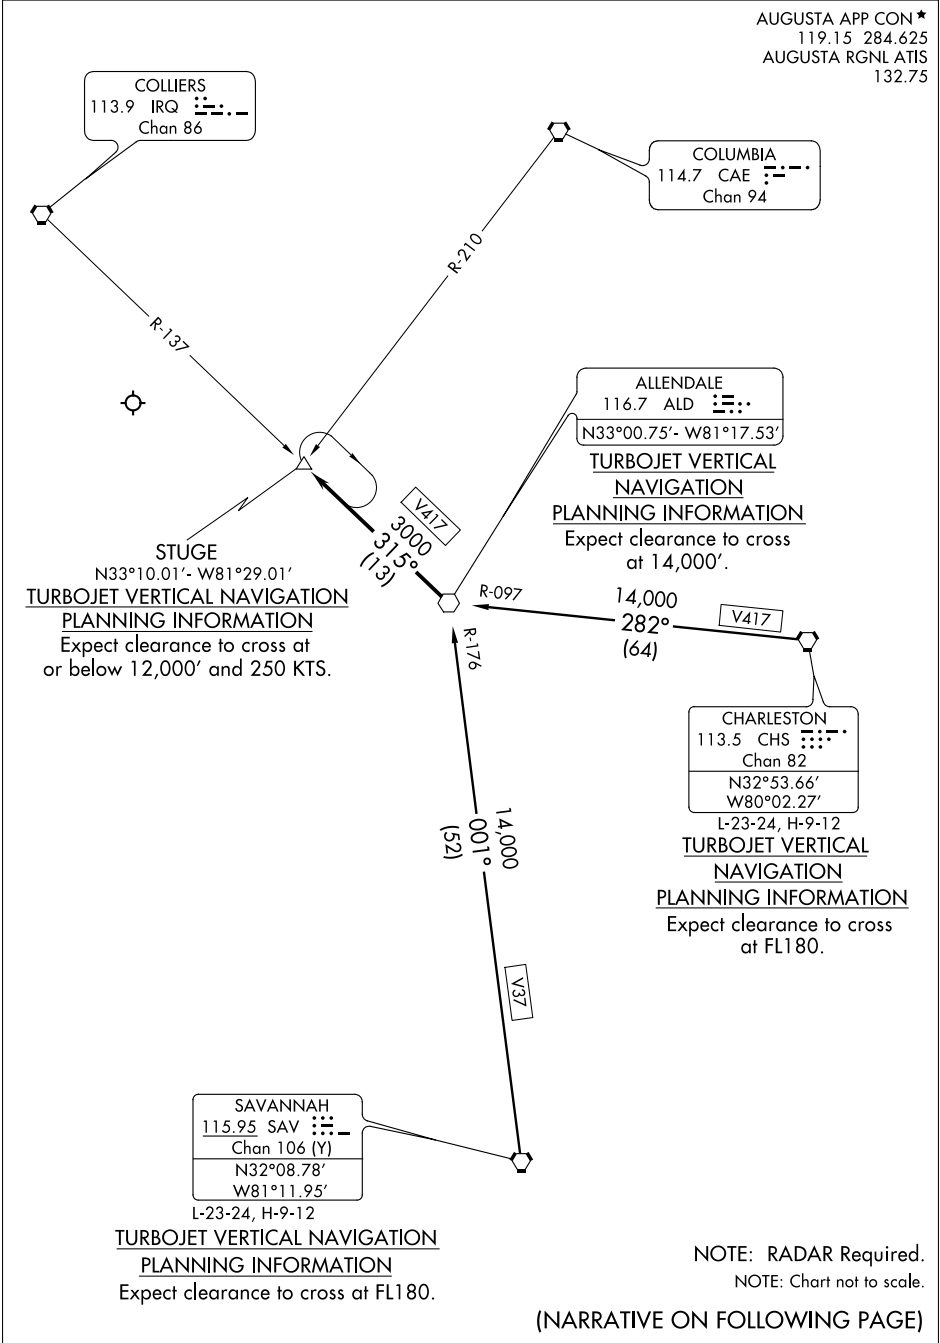 AUGUSTA APP CON ★
119.15 284.625
AUGUSTA RGNL ATIS
132.75
COLLIERS
113.9 IRQ
Chan 86
COLUMBIA
114.7 CAE
Chan 94
R-210
R-137
ALLENDALE
116.7 ALD
N33°00.75′- W81°17.53′
TURBOJET VERTICAL
NAVIGATION
PLANNING INFORMATION
Expect clearance to cross
at 14,000′.
V417
3000
315°
(13)
STUGE
N33°10.01′- W81°29.01′
TURBOJET VERTICAL NAVIGATION
PLANNING INFORMATION
Expect clearance to cross at
or below 12,000′ and 250 KTS.
R-097
14,000
282°
(64)
V417
R-176
CHARLESTON
113.5 CHS
Chan 82
N32°53.66′
W80°02.27′
L-23-24, H-9-12
TURBOJET VERTICAL
NAVIGATION
PLANNING INFORMATION
Expect clearance to cross
at FL180.
14,000
001°
(52)
V37
SAVANNAH
115.95 SAV
Chan 106 (Y)
N32°08.78′
W81°11.95′
L-23-24, H-9-12
TURBOJET VERTICAL NAVIGATION
PLANNING INFORMATION
Expect clearance to cross at FL180.
NOTE: RADAR Required.
NOTE: Chart not to scale.
(NARRATIVE ON FOLLOWING PAGE)